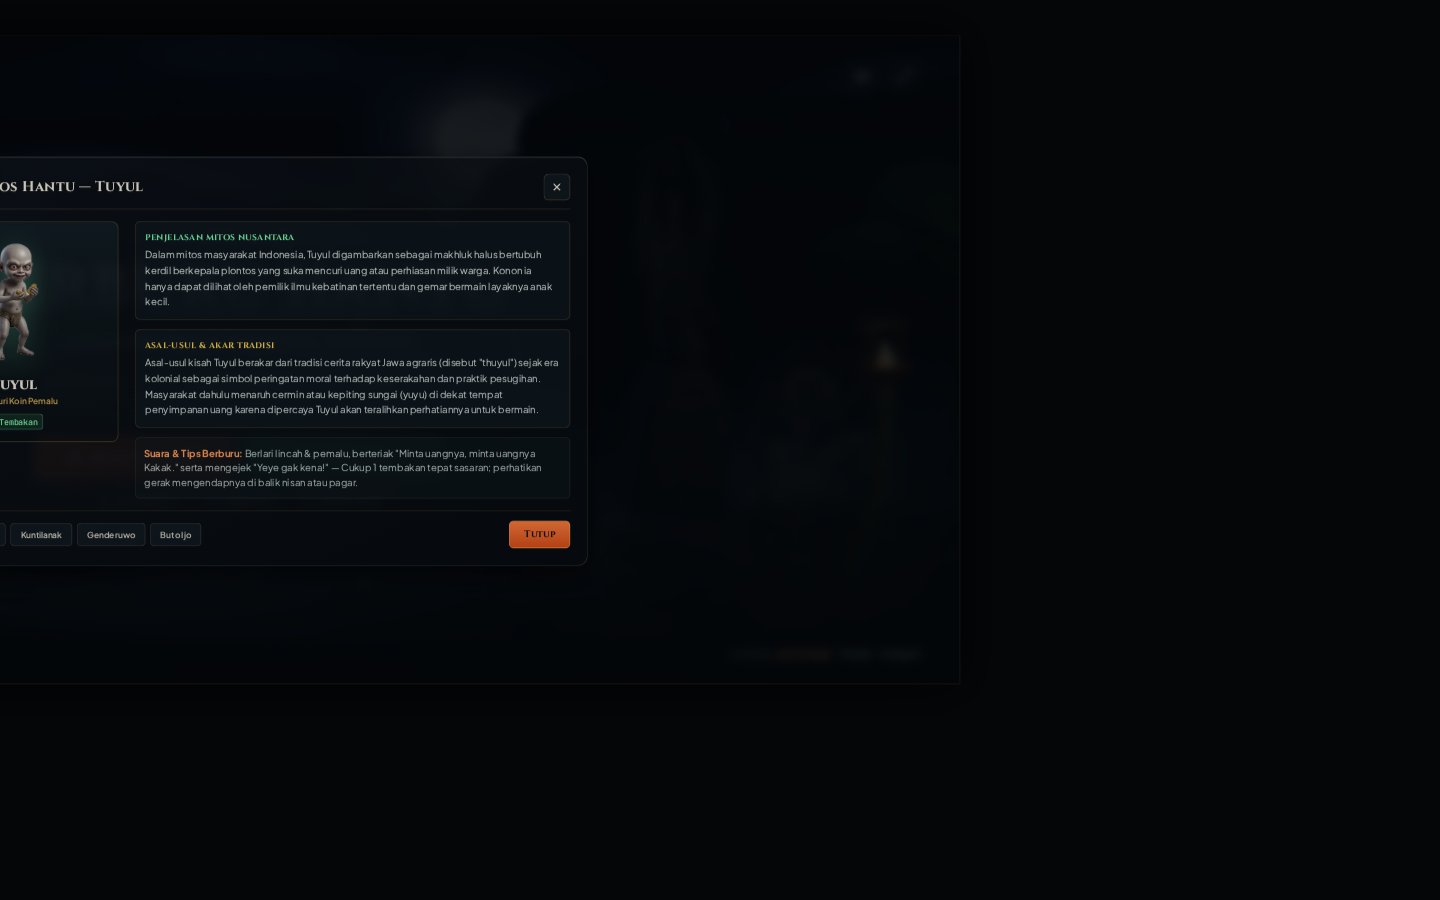 OS HANTU — TUYUL
✕
UYUL
uri Koin Pemalu
Tembakan
PENJELASAN MITOS NUSANTARA
Dalam mitos masyarakat Indonesia, Tuyul digambarkan sebagai makhluk halus bertubuh
kerdil berkepala plontos yang suka mencuri uang atau perhiasan milik warga. Konon ia
hanya dapat dilihat oleh pemilik ilmu kebatinan tertentu dan gemar bermain layaknya anak
kecil.
ASAL-USUL & AKAR TRADISI
Asal-usul kisah Tuyul berakar dari tradisi cerita rakyat Jawa agraris (disebut "thuyul") sejak era
kolonial sebagai simbol peringatan moral terhadap keserakahan dan praktik pesugihan.
Masyarakat dahulu menaruh cermin atau kepiting sungai (yuyu) di dekat tempat
penyimpanan uang karena dipercaya Tuyul akan teralihkan perhatiannya untuk bermain.
Suara & Tips Berburu: Berlari lincah & pemalu, berteriak "Minta uangnya, minta uangnya
Kakak.." serta mengejek "Yeye gak kena!" — Cukup 1 tembakan tepat sasaran; perhatikan
gerak mengendapnya di balik nisan atau pagar.
Kuntilanak
Genderuwo
Buto Ijo
TUTUP